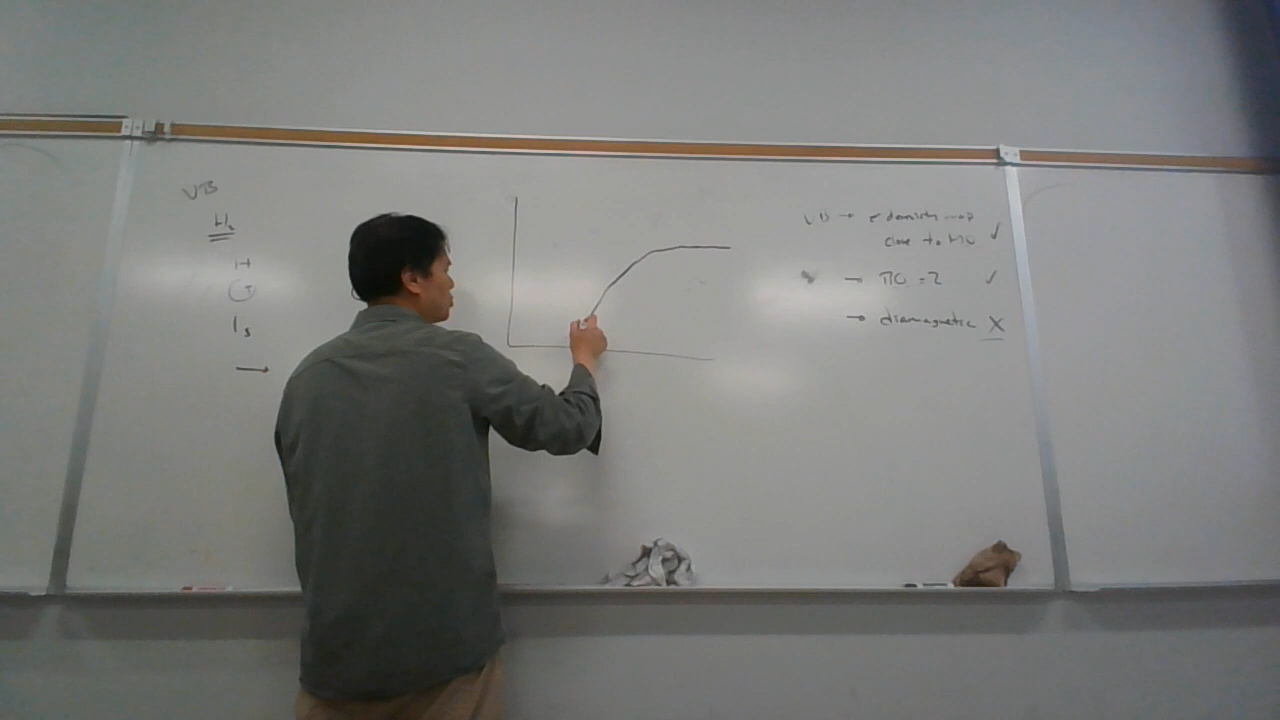 VB
H₂
H
1s
→
VB → e⁻ density map
close to MO ✓
→ BO = 2 ✓
→ diamagnetic X